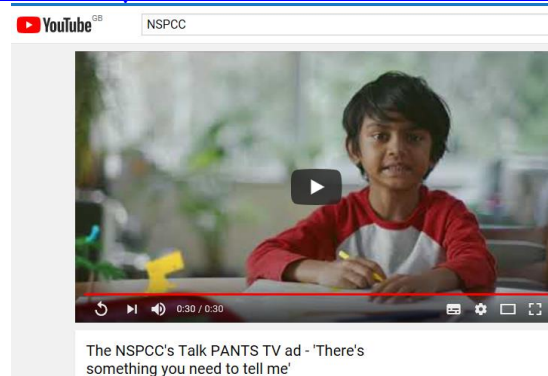 YouTube GB
NSPCC
0:30 / 0:30
The NSPCC's Talk PANTS TV ad - 'There's
something you need to tell me'